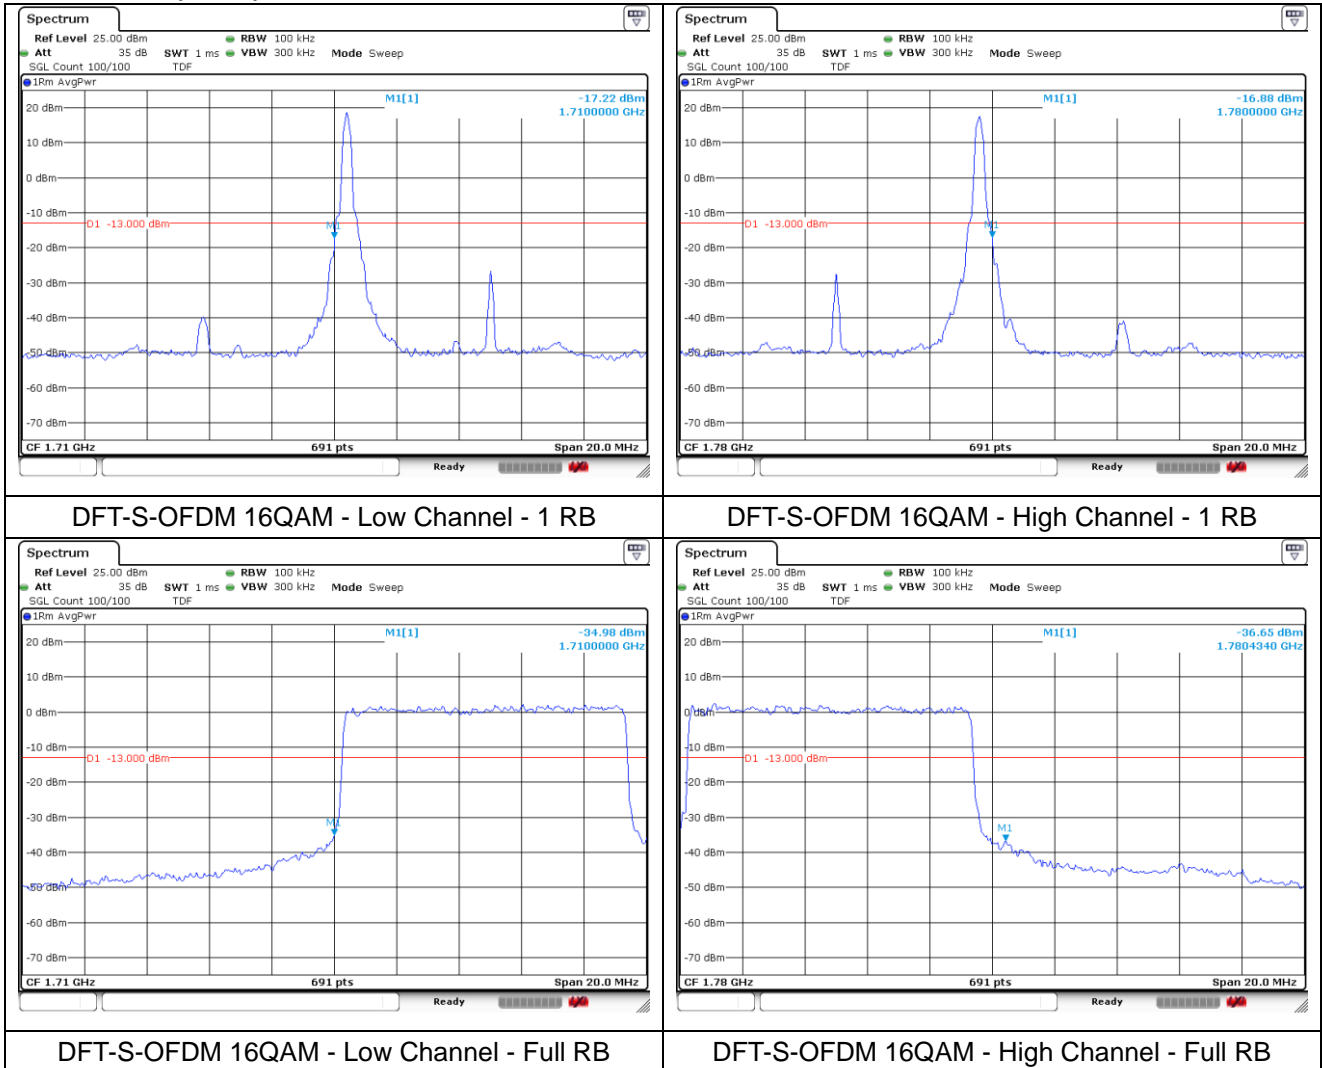 Spectrum
Ref Level 25.00 dBm RBW 100 kHz
Att 35 dB SWT 1 ms VBW 300 kHz Mode Sweep
SGL Count 100/100 TDF
1Rm AvgPwr
M1[1] -17.22 dBm
1.7100000 GHz
20 dBm
10 dBm
0 dBm
-10 dBm
D1 -13.000 dBm
M1
-20 dBm
-30 dBm
-40 dBm
-50 dBm
-60 dBm
-70 dBm
CF 1.71 GHz 691 pts Span 20.0 MHz
Ready
DFT-S-OFDM 16QAM - Low Channel - 1 RB
Spectrum
Ref Level 25.00 dBm RBW 100 kHz
Att 35 dB SWT 1 ms VBW 300 kHz Mode Sweep
SGL Count 100/100 TDF
1Rm AvgPwr
M1[1] -16.88 dBm
1.7800000 GHz
20 dBm
10 dBm
0 dBm
-10 dBm
D1 -13.000 dBm
M1
-20 dBm
-30 dBm
-40 dBm
-50 dBm
-60 dBm
-70 dBm
CF 1.78 GHz 691 pts Span 20.0 MHz
Ready
DFT-S-OFDM 16QAM - High Channel - 1 RB
Spectrum
Ref Level 25.00 dBm RBW 100 kHz
Att 35 dB SWT 1 ms VBW 300 kHz Mode Sweep
SGL Count 100/100 TDF
1Rm AvgPwr
M1[1] -34.98 dBm
1.7100000 GHz
20 dBm
10 dBm
0 dBm
-10 dBm
D1 -13.000 dBm
-20 dBm
-30 dBm
M1
-40 dBm
-50 dBm
-60 dBm
-70 dBm
CF 1.71 GHz 691 pts Span 20.0 MHz
Ready
DFT-S-OFDM 16QAM - Low Channel - Full RB
Spectrum
Ref Level 25.00 dBm RBW 100 kHz
Att 35 dB SWT 1 ms VBW 300 kHz Mode Sweep
SGL Count 100/100 TDF
1Rm AvgPwr
M1[1] -36.65 dBm
1.7804340 GHz
20 dBm
10 dBm
0 dBm
-10 dBm
D1 -13.000 dBm
-20 dBm
-30 dBm
M1
-40 dBm
-50 dBm
-60 dBm
-70 dBm
CF 1.78 GHz 691 pts Span 20.0 MHz
Ready
DFT-S-OFDM 16QAM - High Channel - Full RB